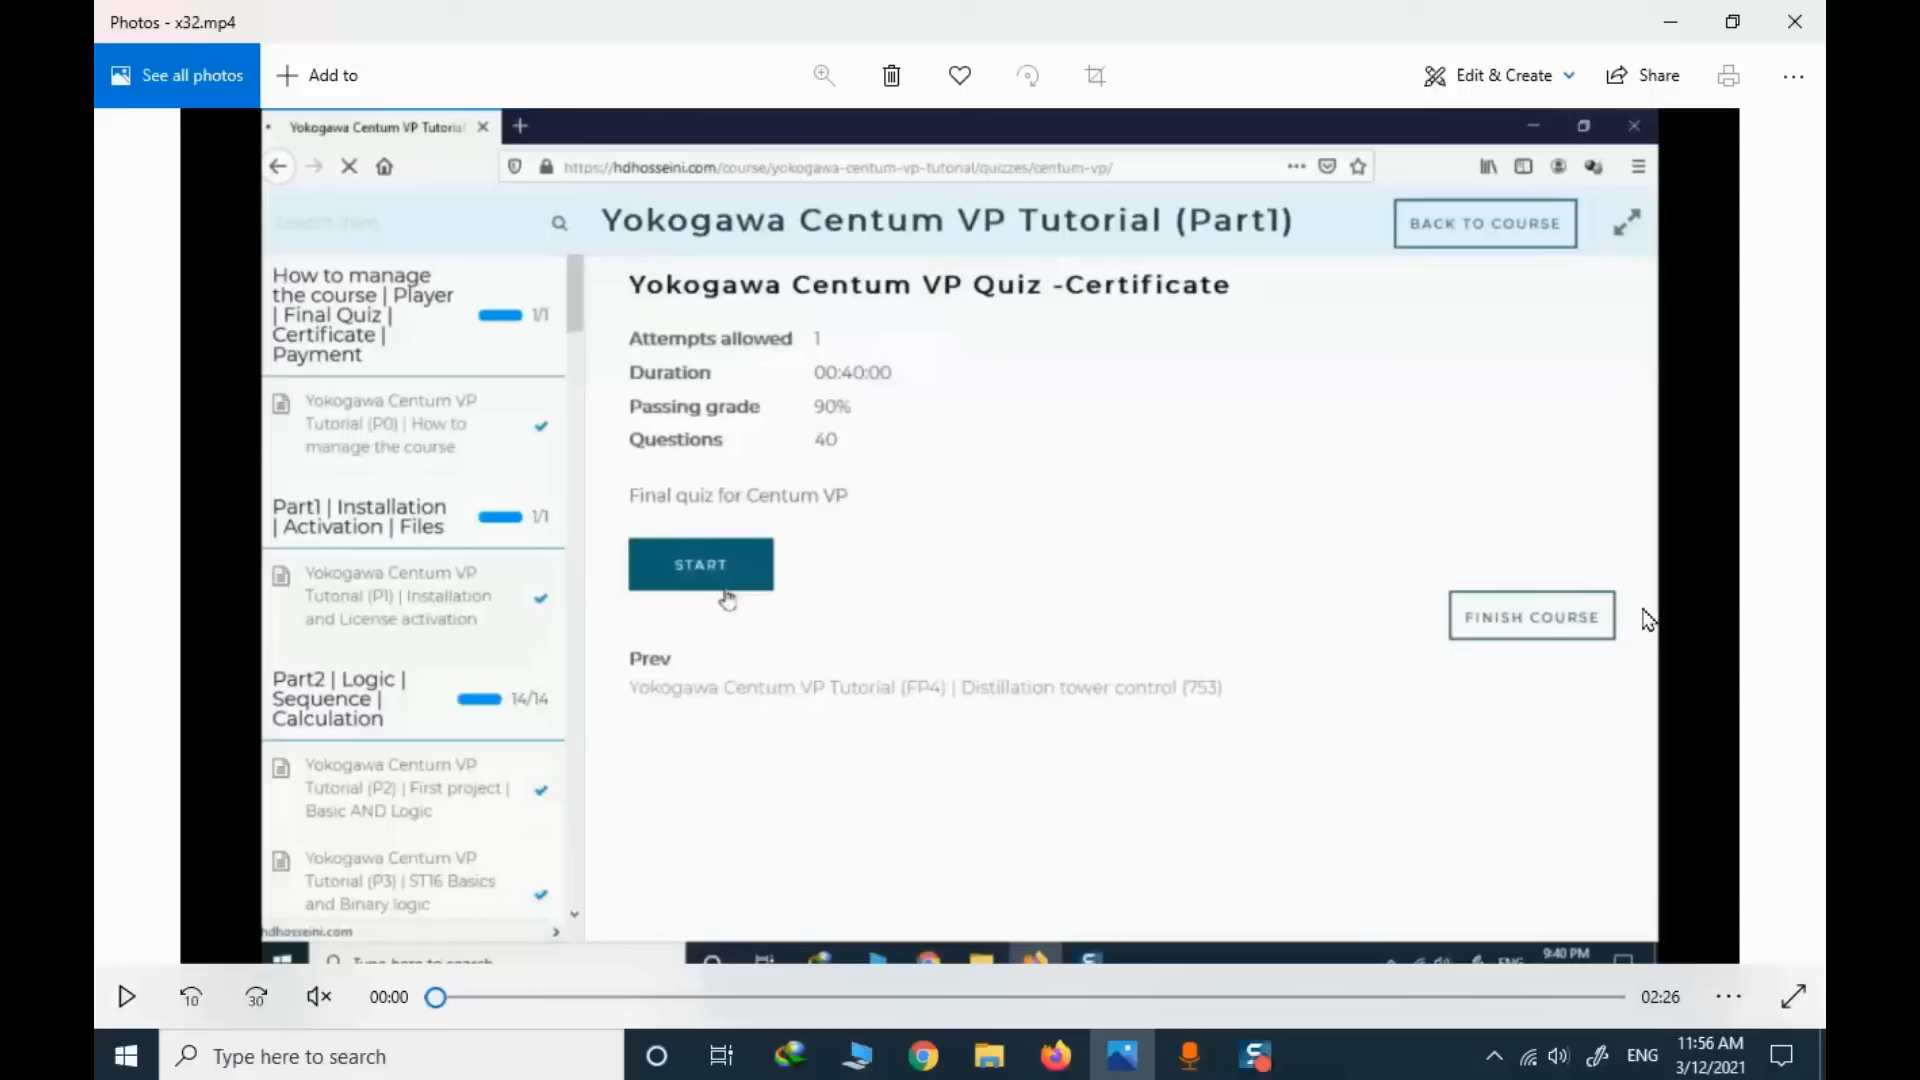 Photos - x32.mp4
See all photos
Add to
Edit & Create
Share
Yokogawa Centum VP Tutorial
https://hdhosseini.com/course/yokogawa-centum-vp-tutorial/quizzes/centum-vp/
Yokogawa Centum VP Tutorial (Part1)
BACK TO COURSE
How to manage
the course | Player
| Final Quiz |
Certificate |
Payment
1/1
Yokogawa Centum VP
Tutorial (P0) | How to
manage the course
Part1 | Installation
| Activation | Files
1/1
Yokogawa Centum VP
Tutorial (P1) | Installation
and License activation
Part2 | Logic |
Sequence |
Calculation
14/14
Yokogawa Centum VP
Tutorial (P2) | First project |
Basic AND Logic
Yokogawa Centum VP
Tutorial (P3) | ST16 Basics
and Binary logic
hdhosseini.com
Yokogawa Centum VP Quiz -Certificate
Attempts allowed 1
Duration 00:40:00
Passing grade 90%
Questions 40
Final quiz for Centum VP
START
FINISH COURSE
Prev
Yokogawa Centum VP Tutorial (FP4) | Distillation tower control (753)
Type here to search
ENG
9:40 PM
10
30
00:00
02:26
Type here to search
ENG
11:56 AM
3/12/2021